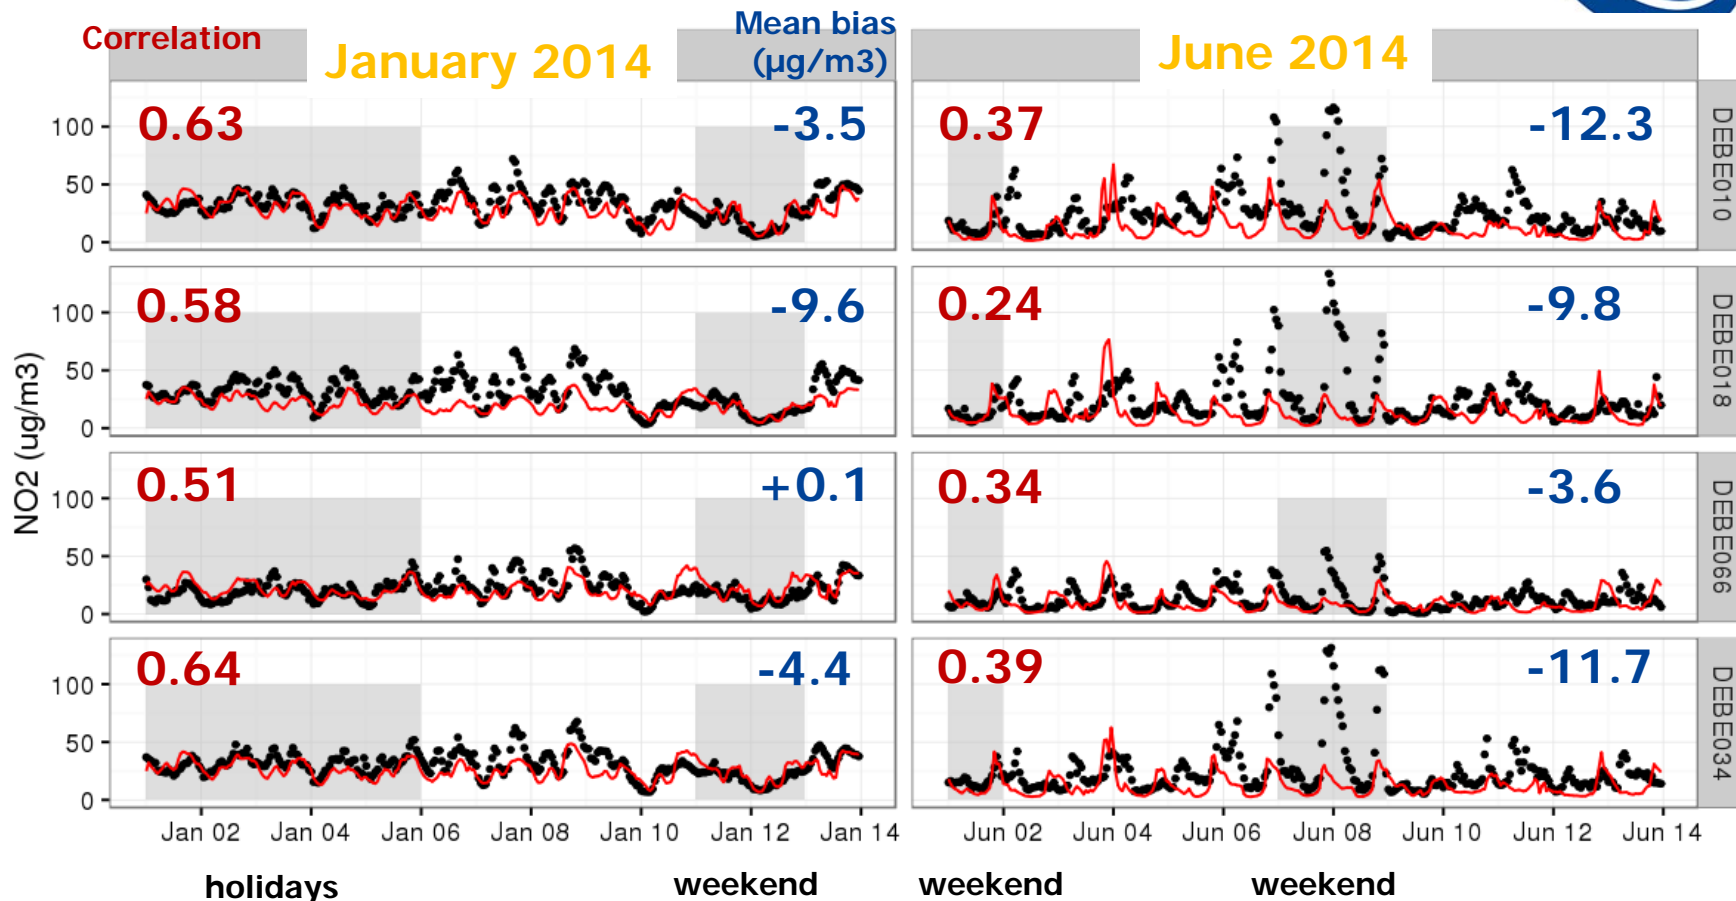 Correlation
January 2014
Mean bias
(µg/m3)
June 2014
0.63
-3.5
0.37
-12.3
DEBE010
100
50
0
0.58
-9.6
0.24
-9.8
DEBE018
100
50
0
0.51
+0.1
0.34
-3.6
DEBE066
100
50
0
0.64
-4.4
0.39
-11.7
DEBE034
100
50
0
NO2 (ug/m3)
Jan 02 Jan 04 Jan 06 Jan 08 Jan 10 Jan 12 Jan 14 Jun 02 Jun 04 Jun 06 Jun 08 Jun 10 Jun 12 Jun 14
holidays weekend weekend weekend